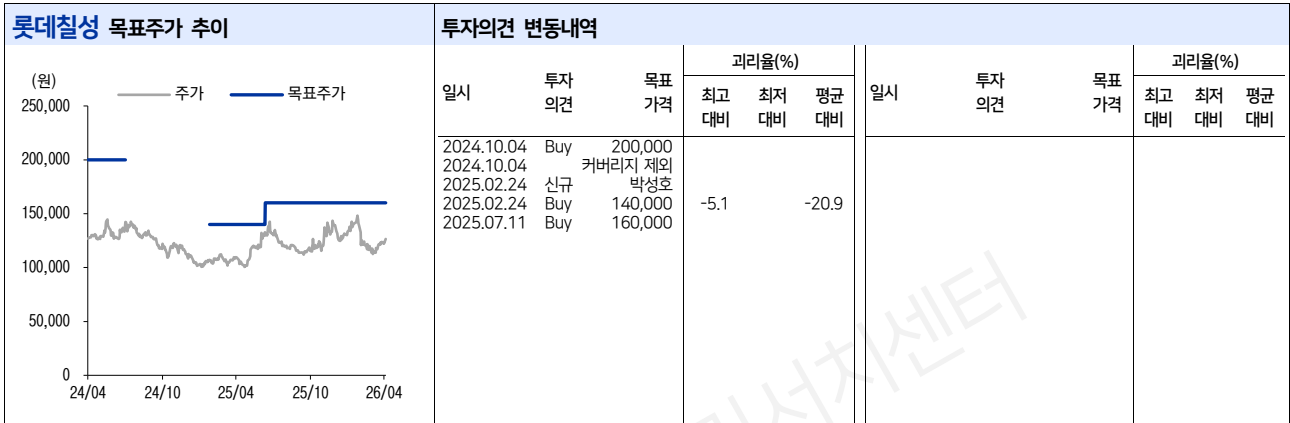 롯데칠성 목표주가 추이
(원)
주가 목표주가
250,000
200,000
150,000
100,000
50,000
0
24/04 24/10 25/04 25/10 26/04
투자의견 변동내역
일시 투자의견 목표가격 괴리율(%) 최고대비 최저대비 평균대비
일시 투자의견 목표가격 괴리율(%) 최고대비 최저대비 평균대비
2024.10.04 Buy 200,000
2024.10.04 커버리지 제외
2025.02.24 신규 박성호
2025.02.24 Buy 140,000 -5.1 -20.9
2025.07.11 Buy 160,000
서치센터